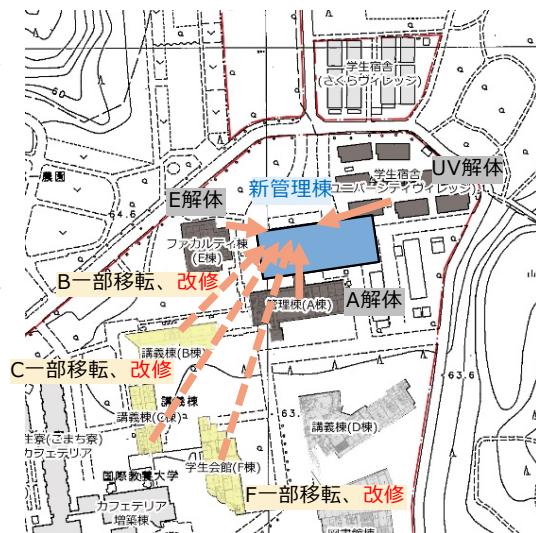 学生宿舎
(さくらヴィレッジ)
農園
64.6
E解体
新管理棟
学生宿舎
ユニバーシティヴィレッジ)
UV解体
ファカルティ棟
(E棟)
B一部移転、改修
管理棟(A棟)
A解体
講義棟(B棟)
C一部移転、改修
講義棟
講義棟(C棟)
63.6
63.
講義棟(D棟)
生寮(こまち寮)
カフェテリア
国際教養大学
学生会館(F棟)
F一部移転、改修
カフェテリア
増築棟